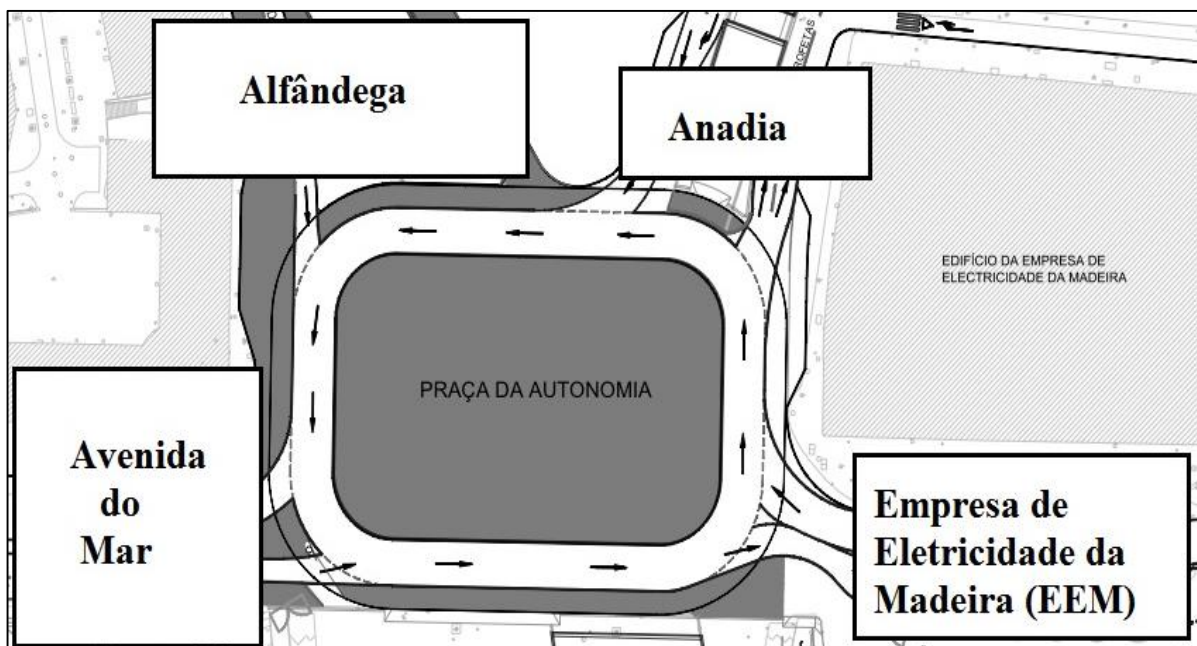 Alfândega
Anadia
EDIFÍCIO DA EMPRESA DE
ELECTRICIDADE DA MADEIRA
PRAÇA DA AUTONOMIA
Avenida
do
Mar
Empresa de
Eletricidade da
Madeira (EEM)